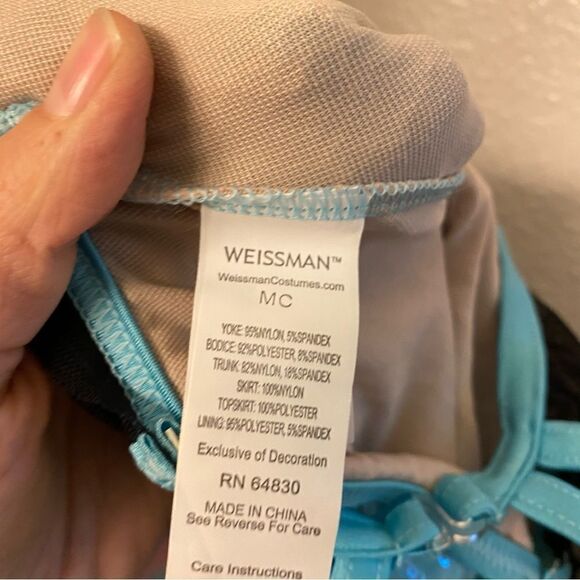 WEISSMAN™
WeissmanCostumes.com
MC
YOKE: 95%NYLON, 5%SPANDEX
BODICE: 92%POLYESTER, 8%SPANDEX
TRUNK: 82%NYLON, 18%SPANDEX
SKIRT: 100%NYLON
TOPSKIRT: 100%POLYESTER
LINING: 95%POLYESTER, 5%SPANDEX
Exclusive of Decoration
RN 64830
MADE IN CHINA
See Reverse For Care
Care Instructions